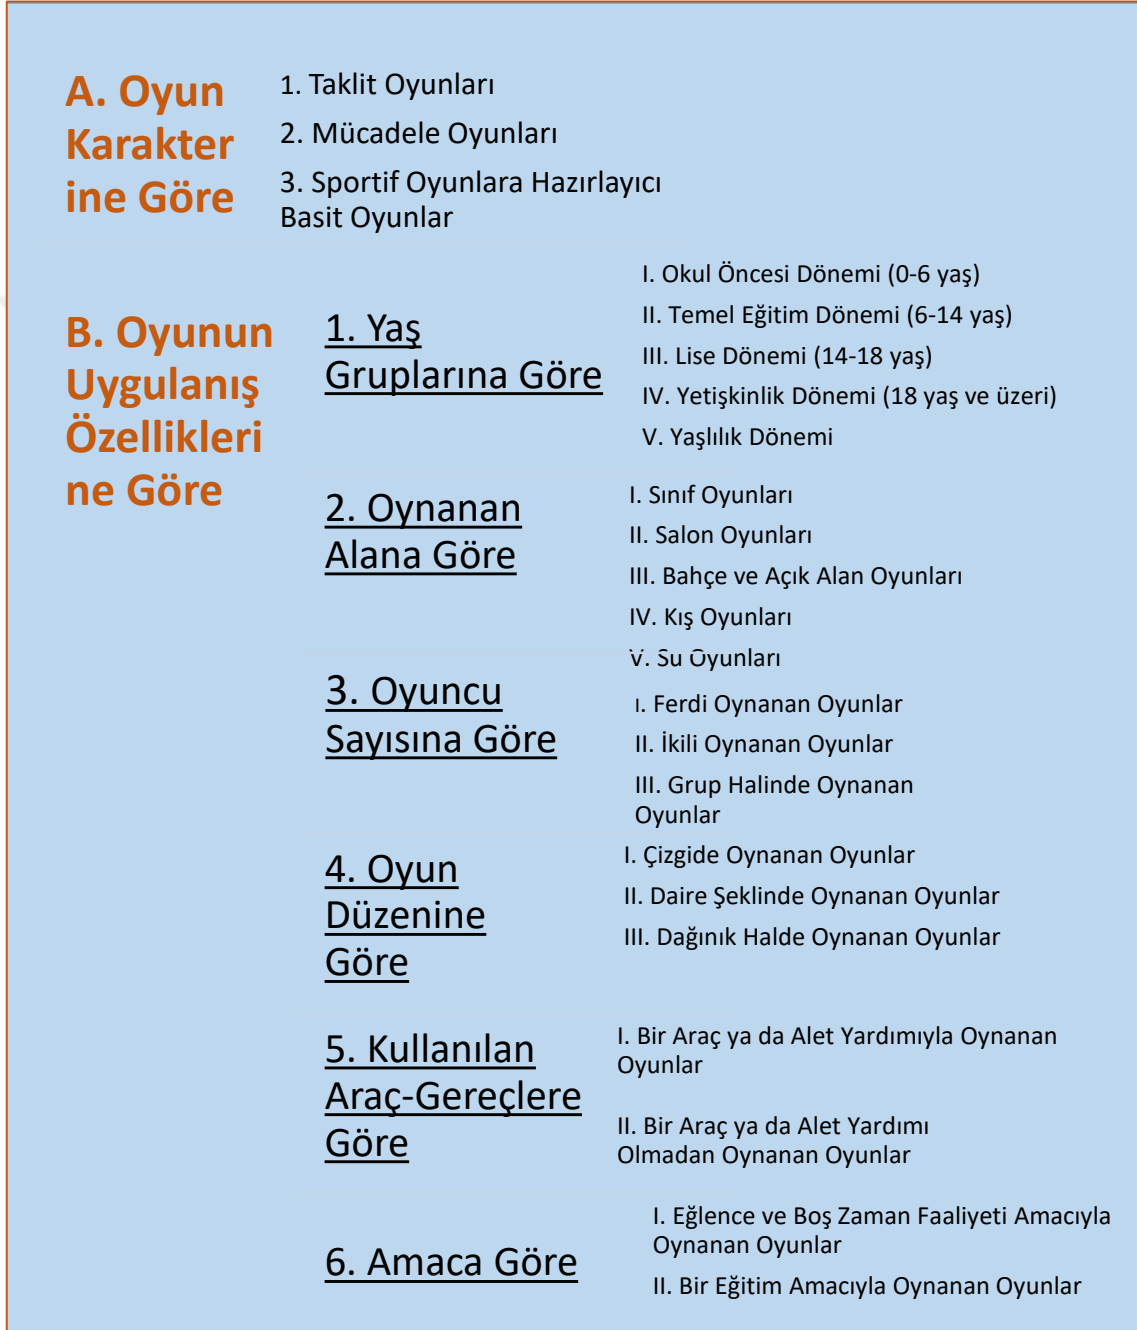 A. Oyun
Karakter
ine Göre
1. Taklit Oyunları
2. Mücadele Oyunları
3. Sportif Oyunlara Hazırlayıcı
Basit Oyunlar
B. Oyunun
Uygulanış
Özellikleri
ne Göre
1. Yaş
Gruplarına Göre
I. Okul Öncesi Dönemi (0-6 yaş)
II. Temel Eğitim Dönemi (6-14 yaş)
III. Lise Dönemi (14-18 yaş)
IV. Yetişkinlik Dönemi (18 yaş ve üzeri)
V. Yaşlılık Dönemi
2. Oynanan
Alana Göre
I. Sınıf Oyunları
II. Salon Oyunları
III. Bahçe ve Açık Alan Oyunları
IV. Kış Oyunları
V. Su Oyunları
3. Oyuncu
Sayısına Göre
I. Ferdi Oynanan Oyunlar
II. İkili Oynanan Oyunlar
III. Grup Halinde Oynanan
Oyunlar
4. Oyun
Düzenine
Göre
I. Çizgide Oynanan Oyunlar
II. Daire Şeklinde Oynanan Oyunlar
III. Dağınık Halde Oynanan Oyunlar
5. Kullanılan
Araç-Gereçlere
Göre
I. Bir Araç ya da Alet Yardımıyla Oynanan
Oyunlar
II. Bir Araç ya da Alet Yardımı
Olmadan Oynanan Oyunlar
6. Amaca Göre
I. Eğlence ve Boş Zaman Faaliyeti Amacıyla
Oynanan Oyunlar
II. Bir Eğitim Amacıyla Oynanan Oyunlar